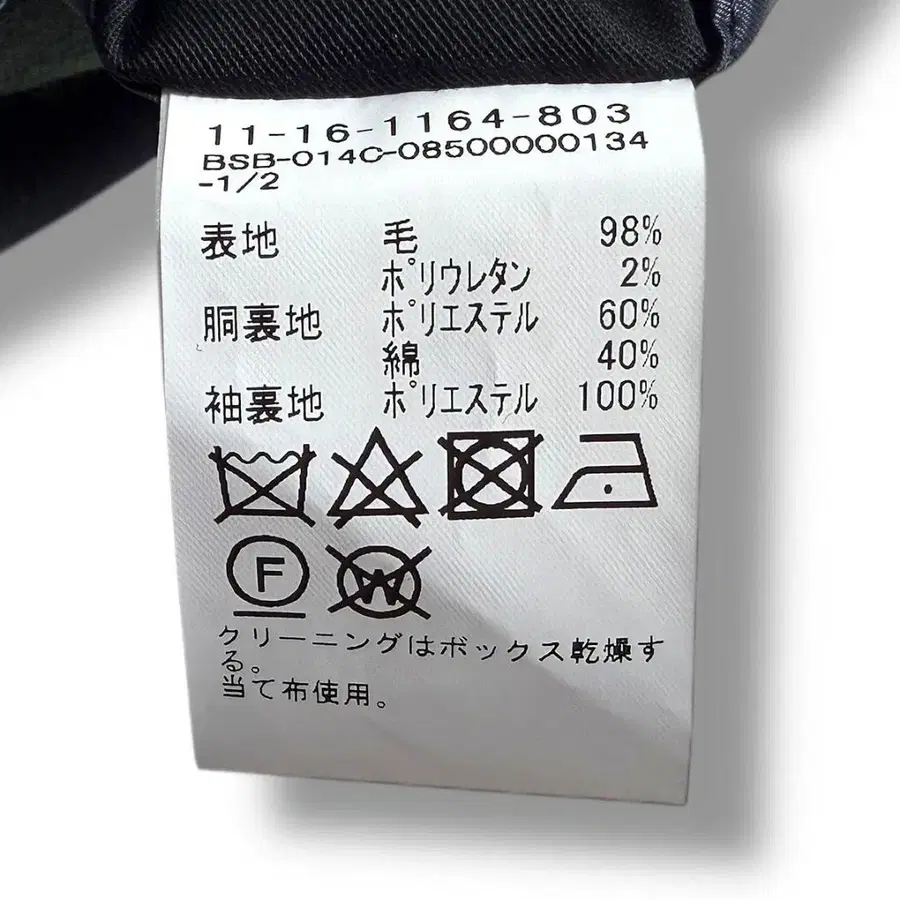 11-16-1164-803
BSB-014C-08500000134
-1/2
表地 毛 98%
ポリウレタン 2%
胴裏地 ポリエステル 60%
綿 40%
袖裏地 ポリエステル 100%
F W
クリーニングはボックス乾燥す
る。
当て布使用。